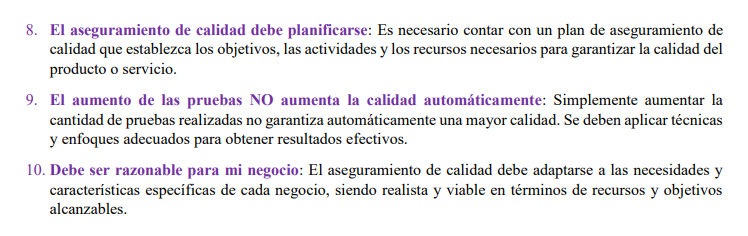 8. El aseguramiento de calidad debe planificarse: Es necesario contar con un plan de aseguramiento de
calidad que establezca los objetivos, las actividades y los recursos necesarios para garantizar la calidad del
producto o servicio.
9. El aumento de las pruebas NO aumenta la calidad automáticamente: Simplemente aumentar la
cantidad de pruebas realizadas no garantiza automáticamente una mayor calidad. Se deben aplicar técnicas
y enfoques adecuados para obtener resultados efectivos.
10. Debe ser razonable para mi negocio: El aseguramiento de calidad debe adaptarse a las necesidades y
características específicas de cada negocio, siendo realista y viable en términos de recursos y objetivos
alcanzables.